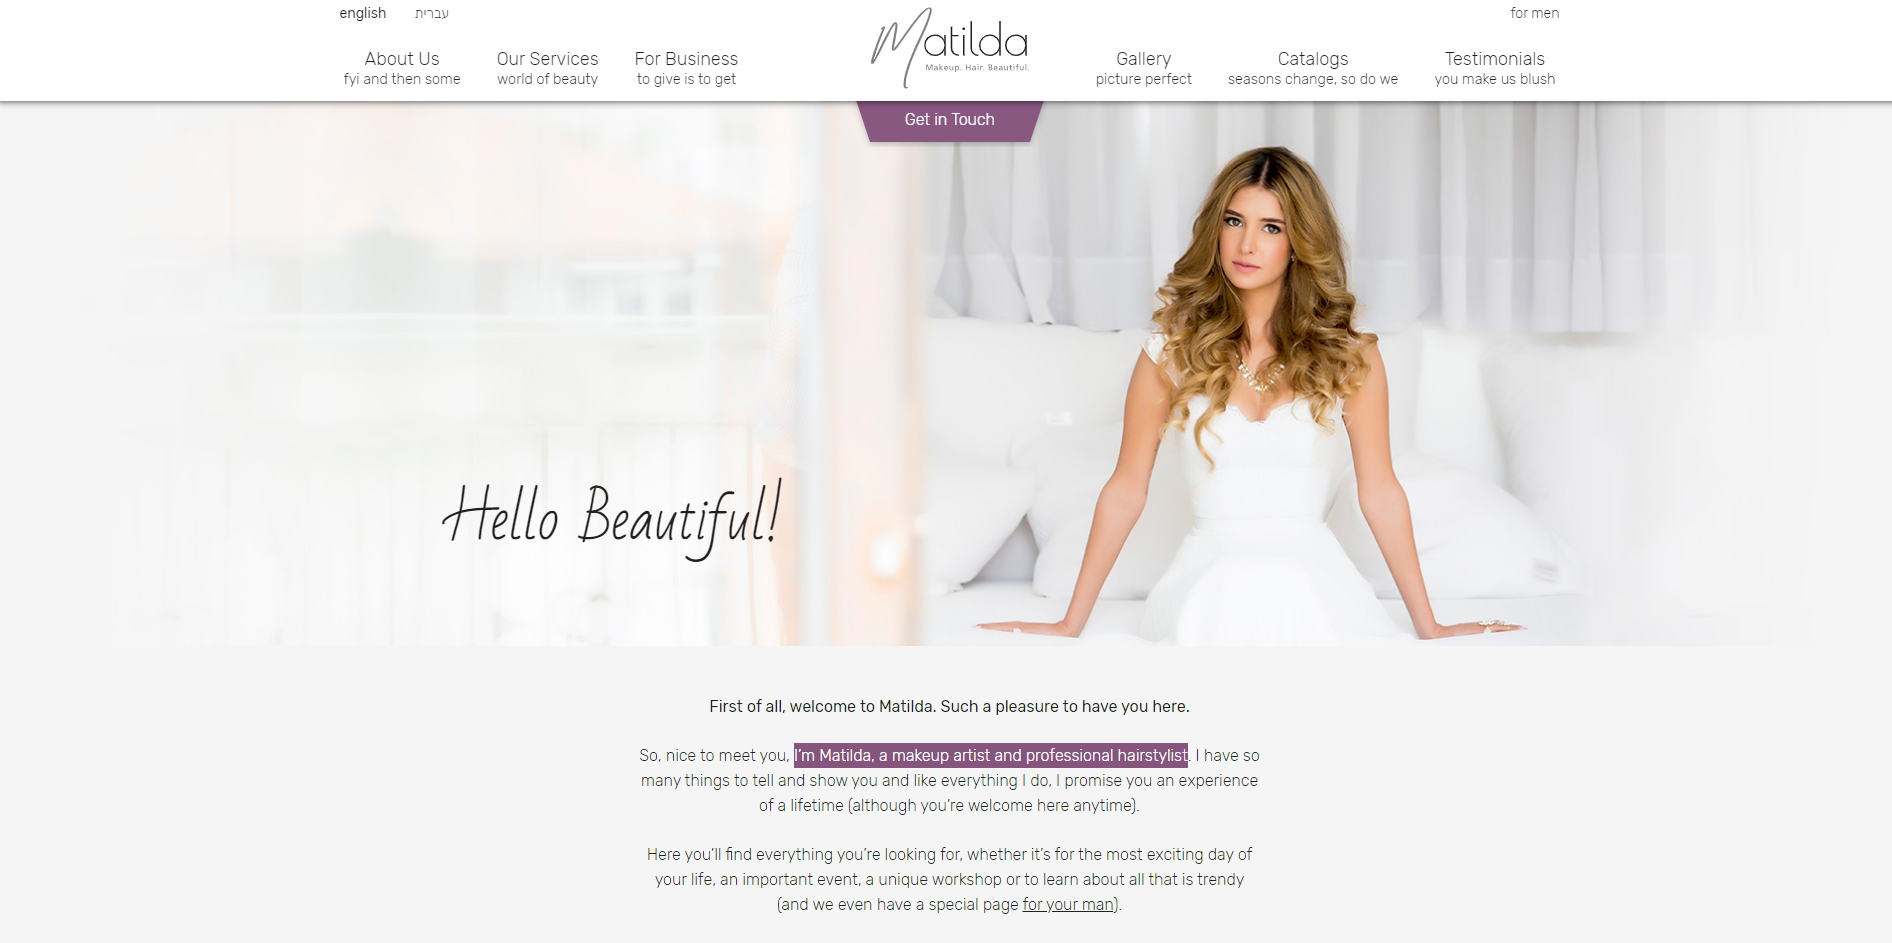 english
עברית
for men
About Us
fyi and then some
Our Services
world of beauty
For Business
to give is to get
Matilda
Makeup. Hair. Beautiful.
Gallery
picture perfect
Catalogs
seasons change, so do we
Testimonials
you make us blush
Get in Touch
Hello Beautiful!
First of all, welcome to Matilda. Such a pleasure to have you here.
So, nice to meet you, I'm Matilda, a makeup artist and professional hairstylist. I have so
many things to tell and show you and like everything I do, I promise you an experience
of a lifetime (although you're welcome here anytime).
Here you'll find everything you're looking for, whether it's for the most exciting day of
your life, an important event, a unique workshop or to learn about all that is trendy
(and we even have a special page for your man).